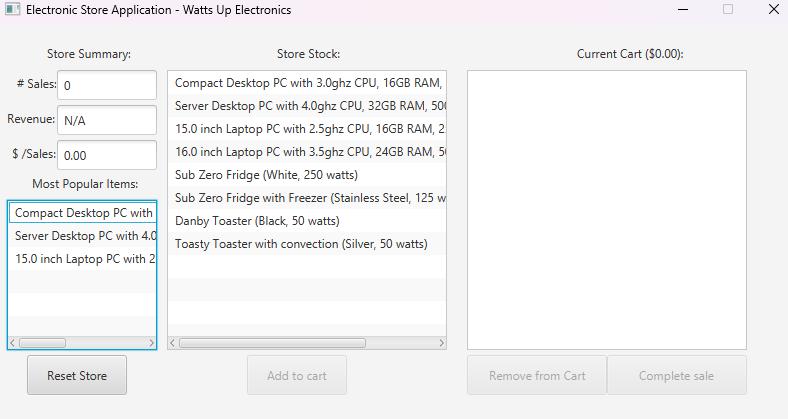 Electronic Store Application - Watts Up Electronics
Store Summary:
Store Stock:
Current Cart ($0.00):
# Sales: 0
Revenue: N/A
$ /Sales: 0.00
Most Popular Items:
Compact Desktop PC with
Server Desktop PC with 4.0
15.0 inch Laptop PC with 2
Compact Desktop PC with 3.0ghz CPU, 16GB RAM,
Server Desktop PC with 4.0ghz CPU, 32GB RAM, 500
15.0 inch Laptop PC with 2.5ghz CPU, 16GB RAM, 2
16.0 inch Laptop PC with 3.5ghz CPU, 24GB RAM, 50
Sub Zero Fridge (White, 250 watts)
Sub Zero Fridge with Freezer (Stainless Steel, 125 w
Danby Toaster (Black, 50 watts)
Toasty Toaster with convection (Silver, 50 watts)
Reset Store
Add to cart
Remove from Cart
Complete sale